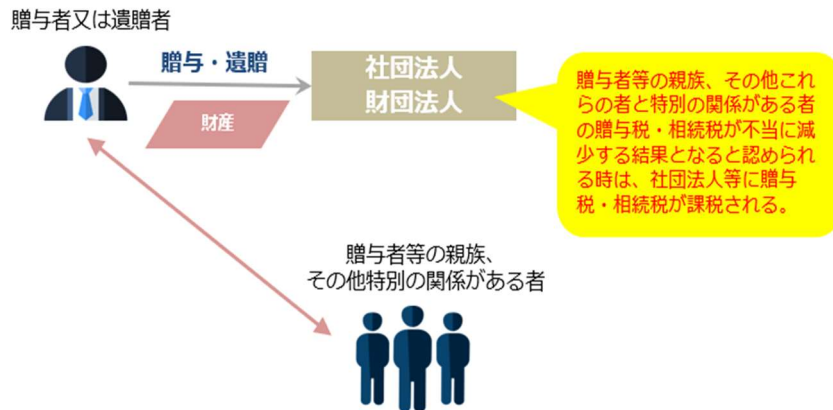 贈与者又は遺贈者
贈与・遺贈
財産
社団法人
財団法人
贈与者等の親族、その他これ
らの者と特別の関係がある者
の贈与税・相続税が不当に減
少する結果となると認められ
る時は、社団法人等に贈与
税・相続税が課税される。
贈与者等の親族、
その他特別の関係がある者